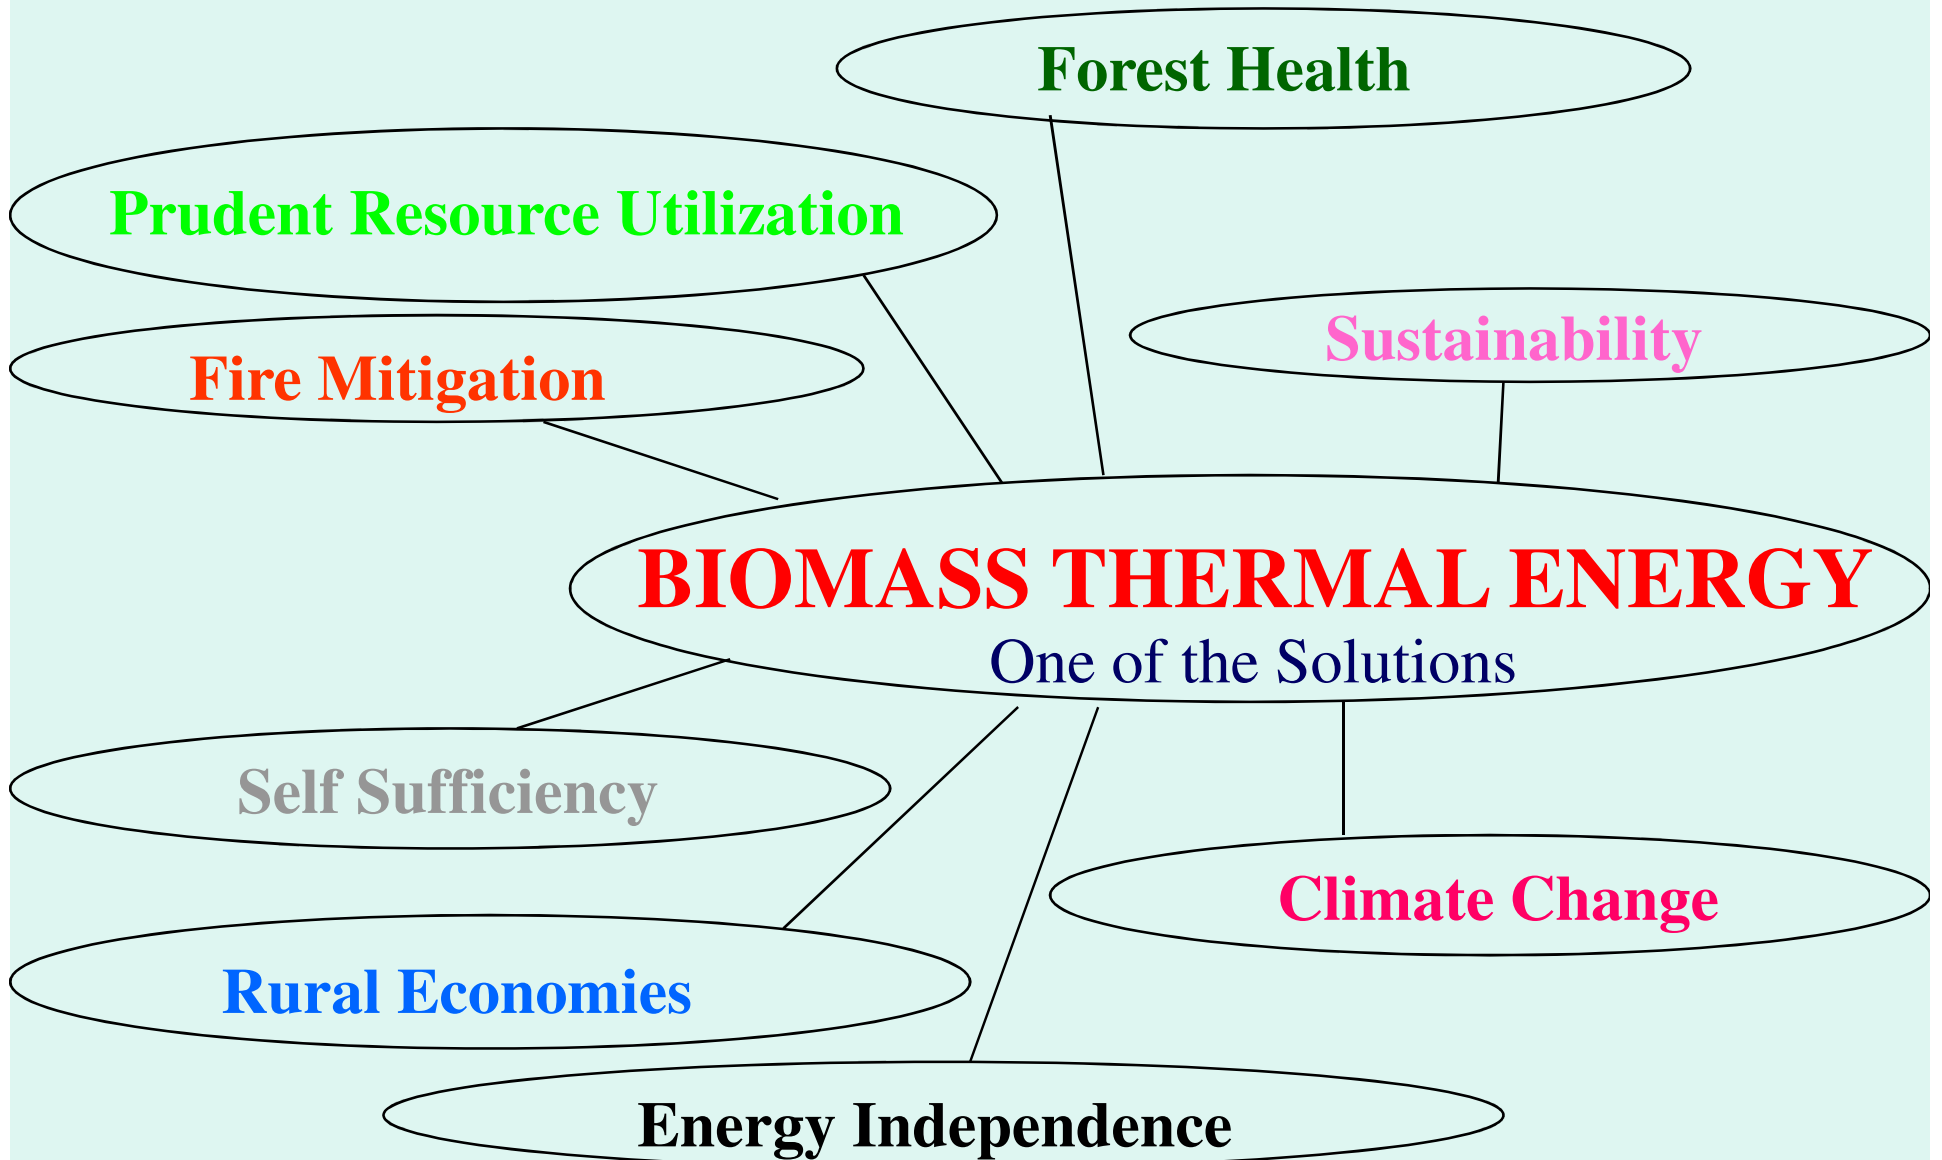 Forest Health
Prudent Resource Utilization
Sustainability
Fire Mitigation
BIOMASS THERMAL ENERGY
One of the Solutions
Self Sufficiency
Climate Change
Rural Economies
Energy Independence